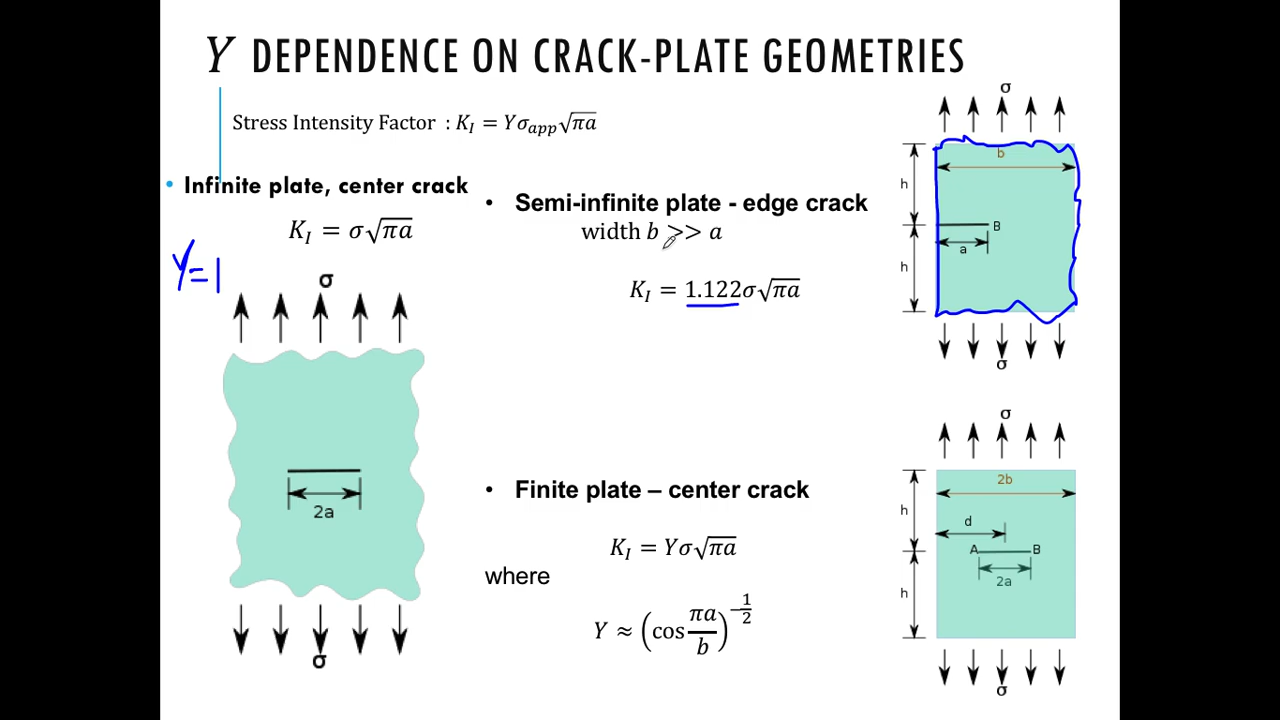 Y DEPENDENCE ON CRACK-PLATE GEOMETRIES
Stress Intensity Factor : K_I = Yσ_app√πa
• Infinite plate, center crack
K_I = σ√πa
Y=1
σ
2a
σ
• Semi-infinite plate - edge crack
width b >> a
K_I = 1.122σ√πa
σ
b
h
B
a
h
σ
• Finite plate – center crack
K_I = Yσ√πa
where
Y ≈ (cos πa/b)^-1/2
σ
2b
h
d
A B
2a
h
σ